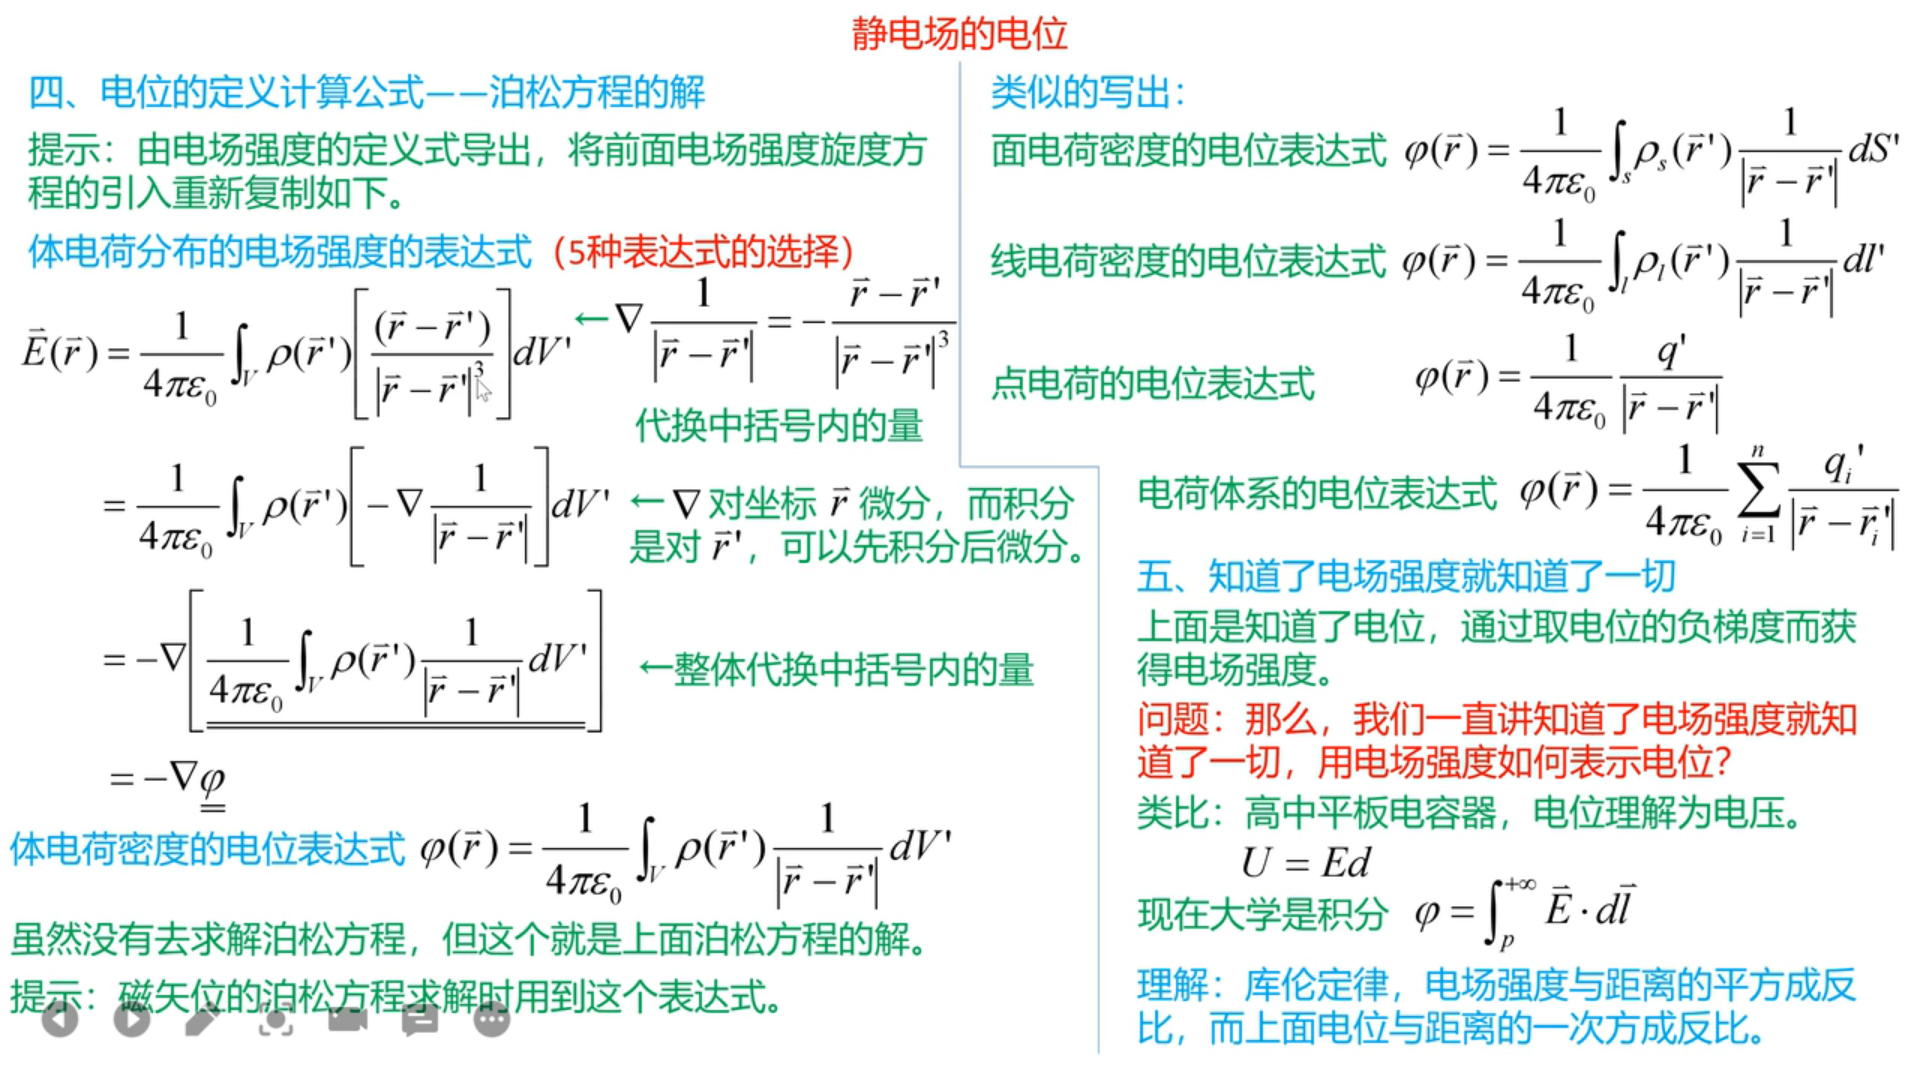 静电场的电位
四、电位的定义计算公式——泊松方程的解
提示：由电场强度的定义式导出，将前面电场强度旋度方
程的引入重新复制如下。
体电荷分布的电场强度的表达式（5种表达式的选择）
$\vec{E}(\vec{r}) = \frac{1}{4\pi\varepsilon_0}\int_V \rho(\vec{r}')\left[\frac{(\vec{r}-\vec{r}')}{|\vec{r}-\vec{r}'|^3}\right]dV'$ ← $\nabla\frac{1}{|\vec{r}-\vec{r}'|} = -\frac{\vec{r}-\vec{r}'}{|\vec{r}-\vec{r}'|^3}$
代换中括号内的量
$= \frac{1}{4\pi\varepsilon_0}\int_V \rho(\vec{r}')\left[-\nabla\frac{1}{|\vec{r}-\vec{r}'|}\right]dV'$ ←$\nabla$对坐标 $\vec{r}$ 微分，而积分
是对 $\vec{r}'$，可以先积分后微分。
$= -\nabla\left[\frac{1}{4\pi\varepsilon_0}\int_V \rho(\vec{r}')\frac{1}{|\vec{r}-\vec{r}'|}dV'\right]$ ←整体代换中括号内的量
$= -\nabla\varphi$
体电荷密度的电位表达式 $\varphi(\vec{r}) = \frac{1}{4\pi\varepsilon_0}\int_V \rho(\vec{r}')\frac{1}{|\vec{r}-\vec{r}'|}dV'$
虽然没有去求解泊松方程，但这个就是上面泊松方程的解。
提示：磁矢位的泊松方程求解时用到这个表达式。
类似的写出：
面电荷密度的电位表达式 $\varphi(\vec{r}) = \frac{1}{4\pi\varepsilon_0}\int_s \rho_s(\vec{r}')\frac{1}{|\vec{r}-\vec{r}'|}dS'$
线电荷密度的电位表达式 $\varphi(\vec{r}) = \frac{1}{4\pi\varepsilon_0}\int_l \rho_l(\vec{r}')\frac{1}{|\vec{r}-\vec{r}'|}dl'$
点电荷的电位表达式 $\varphi(\vec{r}) = \frac{1}{4\pi\varepsilon_0}\frac{q'}{|\vec{r}-\vec{r}'|}$
电荷体系的电位表达式 $\varphi(\vec{r}) = \frac{1}{4\pi\varepsilon_0}\sum_{i=1}^{n}\frac{q_i'}{|\vec{r}-\vec{r}_i'|}$
五、知道了电场强度就知道了一切
上面是知道了电位，通过取电位的负梯度而获
得电场强度。
问题：那么，我们一直讲知道了电场强度就知
道了一切，用电场强度如何表示电位？
类比：高中平板电容器，电位理解为电压。
$U = Ed$
现在大学是积分 $\varphi = \int_p^{+\infty}\vec{E}\cdot d\vec{l}$
理解：库伦定律，电场强度与距离的平方成反
比，而上面电位与距离的一次方成反比。